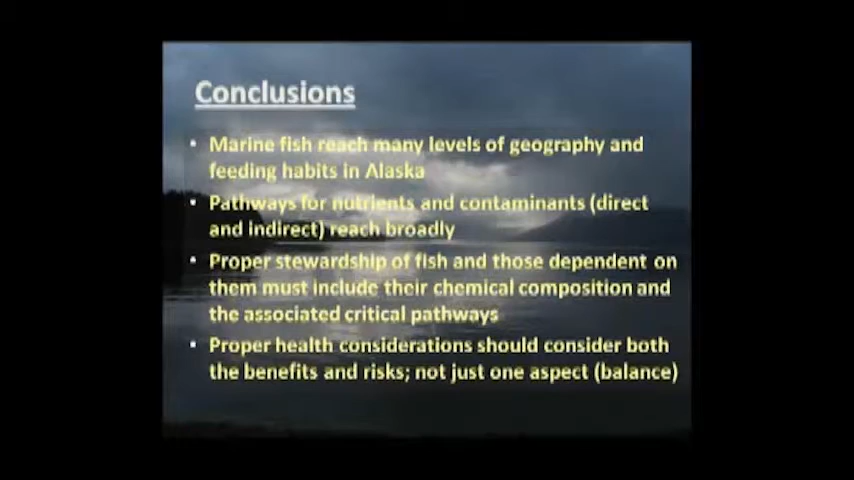 Conclusions
• Marine fish reach many levels of geography and
feeding habits in Alaska
• Pathways for nutrients and contaminants (direct
and indirect) reach broadly
• Proper stewardship of fish and those dependent on
them must include their chemical composition and
the associated critical pathways
• Proper health considerations should consider both
the benefits and risks; not just one aspect (balance)